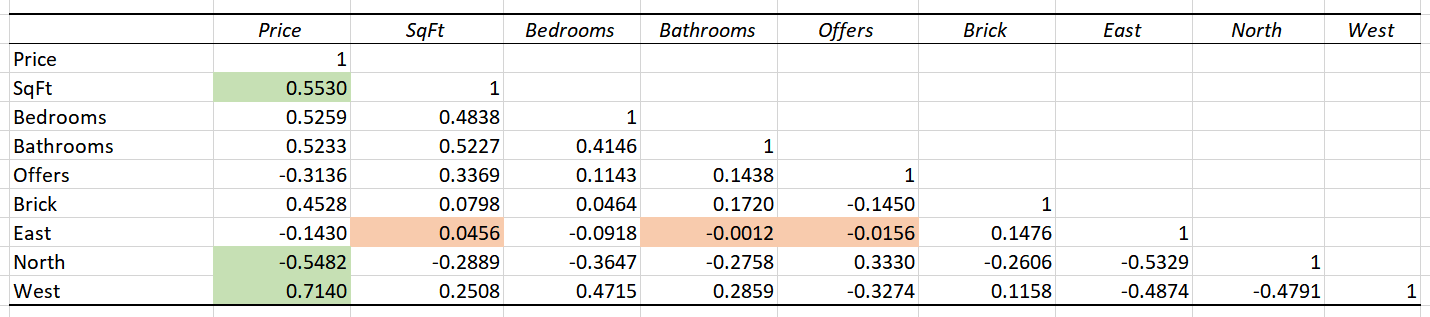 Price SqFt Bedrooms Bathrooms Offers Brick East North West
Price 1
SqFt 0.5530 1
Bedrooms 0.5259 0.4838 1
Bathrooms 0.5233 0.5227 0.4146 1
Offers -0.3136 0.3369 0.1143 0.1438 1
Brick 0.4528 0.0798 0.0464 0.1720 -0.1450 1
East -0.1430 0.0456 -0.0918 -0.0012 -0.0156 0.1476 1
North -0.5482 -0.2889 -0.3647 -0.2758 0.3330 -0.2606 -0.5329 1
West 0.7140 0.2508 0.4715 0.2859 -0.3274 0.1158 -0.4874 -0.4791 1